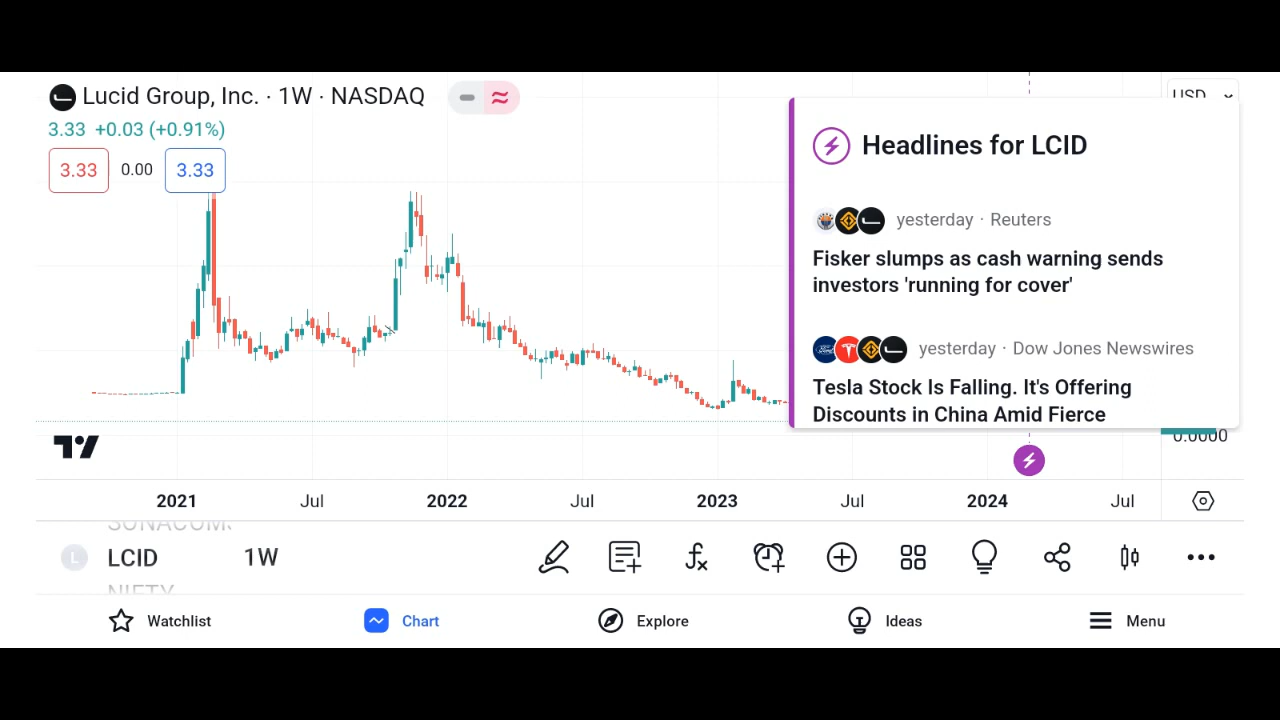 Lucid Group, Inc. · 1W · NASDAQ
3.33 +0.03 (+0.91%)
3.33 0.00 3.33
USD
Headlines for LCID
yesterday · Reuters
Fisker slumps as cash warning sends
investors 'running for cover'
yesterday · Dow Jones Newswires
Tesla Stock Is Falling. It's Offering
Discounts in China Amid Fierce
0.0000
2021 Jul 2022 Jul 2023 Jul 2024 Jul
L LCID 1W
NIFTY
Watchlist Chart Explore Ideas Menu